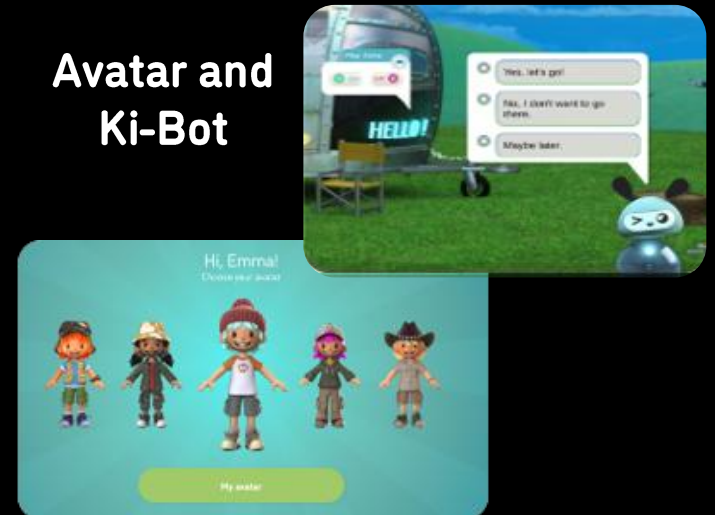 Avatar and
Ki-Bot
HELLO!
Yes, let's go!
No, I don't want to go
there.
Maybe later.
Hi, Emma!
Choose your avatar
My avatar